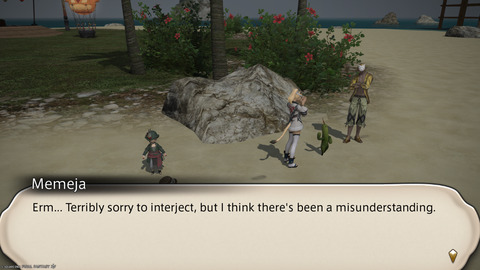 Memeja
Erm... Terribly sorry to interject, but I think there's been a misunderstanding.